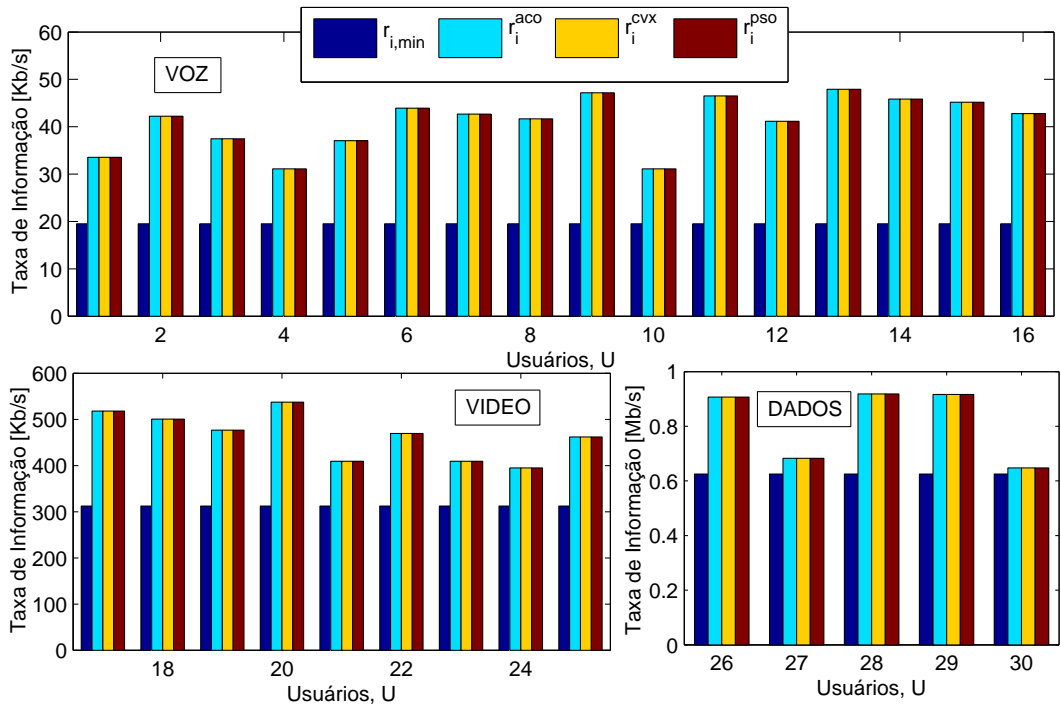 r_{i,min} r_i^{aco} r_i^{cvx} r_i^{pso}
VOZ
Taxa de Informação [Kb/s]
60
50
40
30
20
10
0
2 4 6 8 10 12 14 16
Usuários, U
VIDEO
Taxa de Informação [Kb/s]
600
500
400
300
200
100
0
18 20 22 24
Usuários, U
DADOS
Taxa de Informação [Mb/s]
1
0.8
0.6
0.4
0.2
0
26 27 28 29 30
Usuários, U